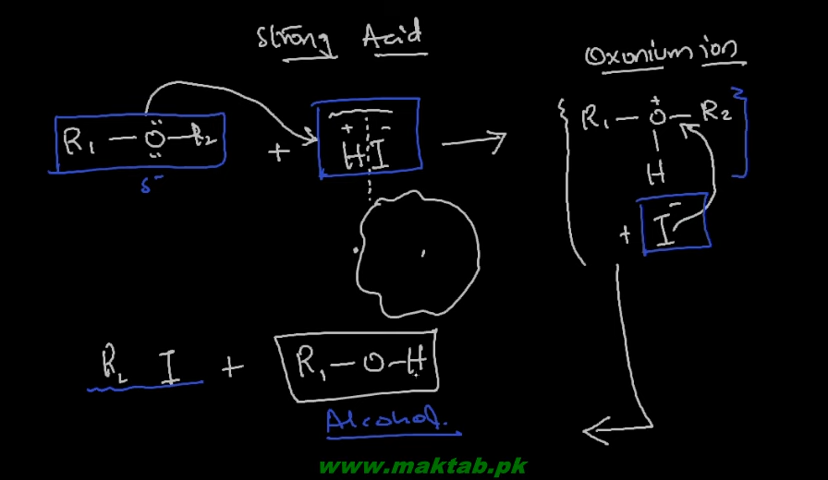 Strong Acid
Oxonium ion
R₁—Ö—R₂ + H⁺I⁻ → R₁—O⁺—R₂
δ⁻
H
+ I⁻
R₂ I + R₁—O—H
Alcohol.
www.maktab.pk